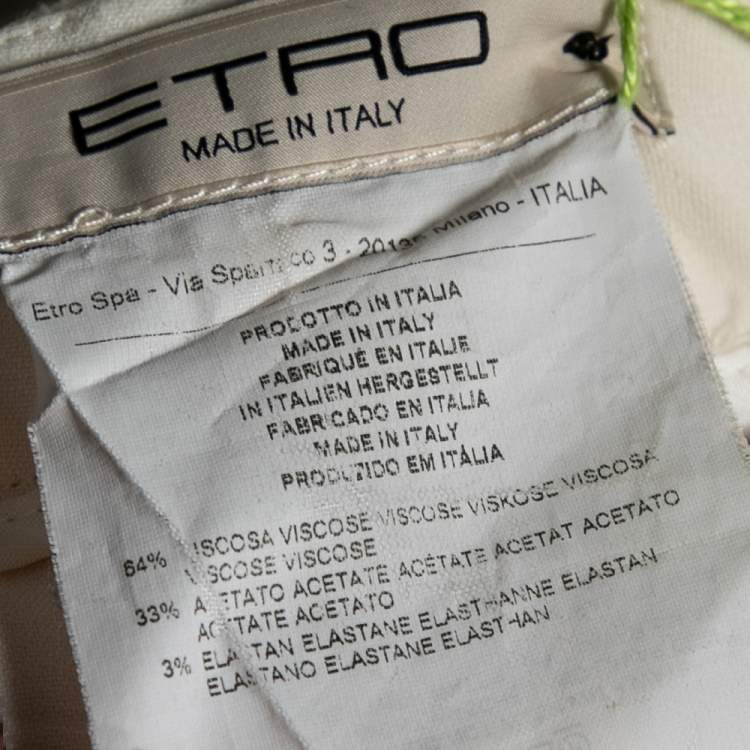 ETRO
MADE IN ITALY
Etro Spa - Via Spartaco 3 - Milano - ITALIA
PRODOTTO IN ITALIA
MADE IN ITALY
FABRIQUÉ EN ITALIE
IN ITALIEN HERGESTELLT
FABRICADO EN ITALIA
MADE IN ITALY
PRODUZIDO EM ITÁLIA
64% VISCOSA VISCOSE VISCOSE VISKOSE VISCOSA
VISCOSE VISCOSE
33% ACETATO ACETATE ACÉTATE ACETAT ACETATO
ACETATE ACETATO
3% ELASTAN ELASTANE ELASTHANNE ELASTAN
ELASTANO ELASTANE ELASTHAN